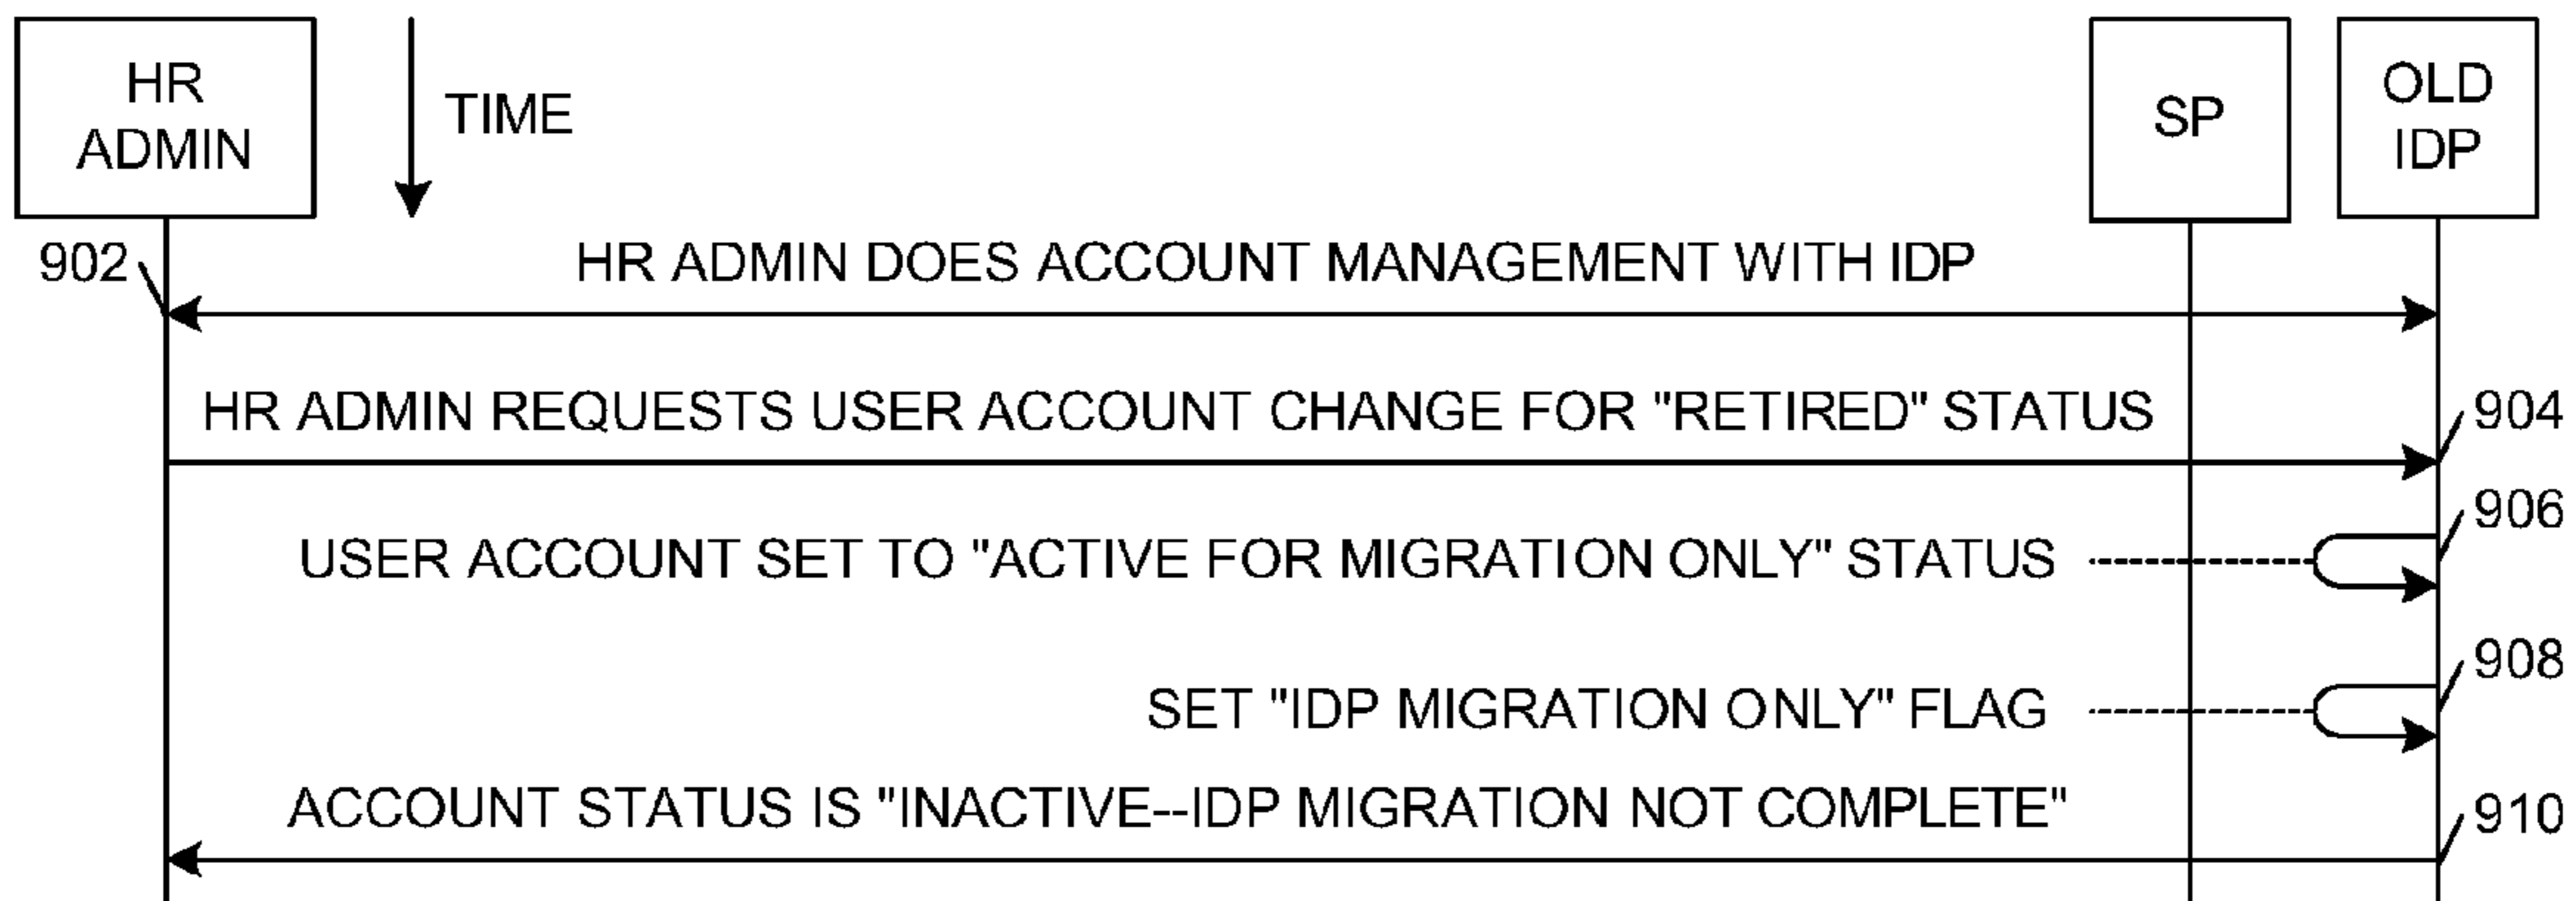 HR
ADMIN
TIME
SP
OLD
IDP
902
HR ADMIN DOES ACCOUNT MANAGEMENT WITH IDP
HR ADMIN REQUESTS USER ACCOUNT CHANGE FOR "RETIRED" STATUS
904
906
USER ACCOUNT SET TO "ACTIVE FOR MIGRATION ONLY" STATUS
908
SET "IDP MIGRATION ONLY" FLAG
ACCOUNT STATUS IS "INACTIVE--IDP MIGRATION NOT COMPLETE"
910